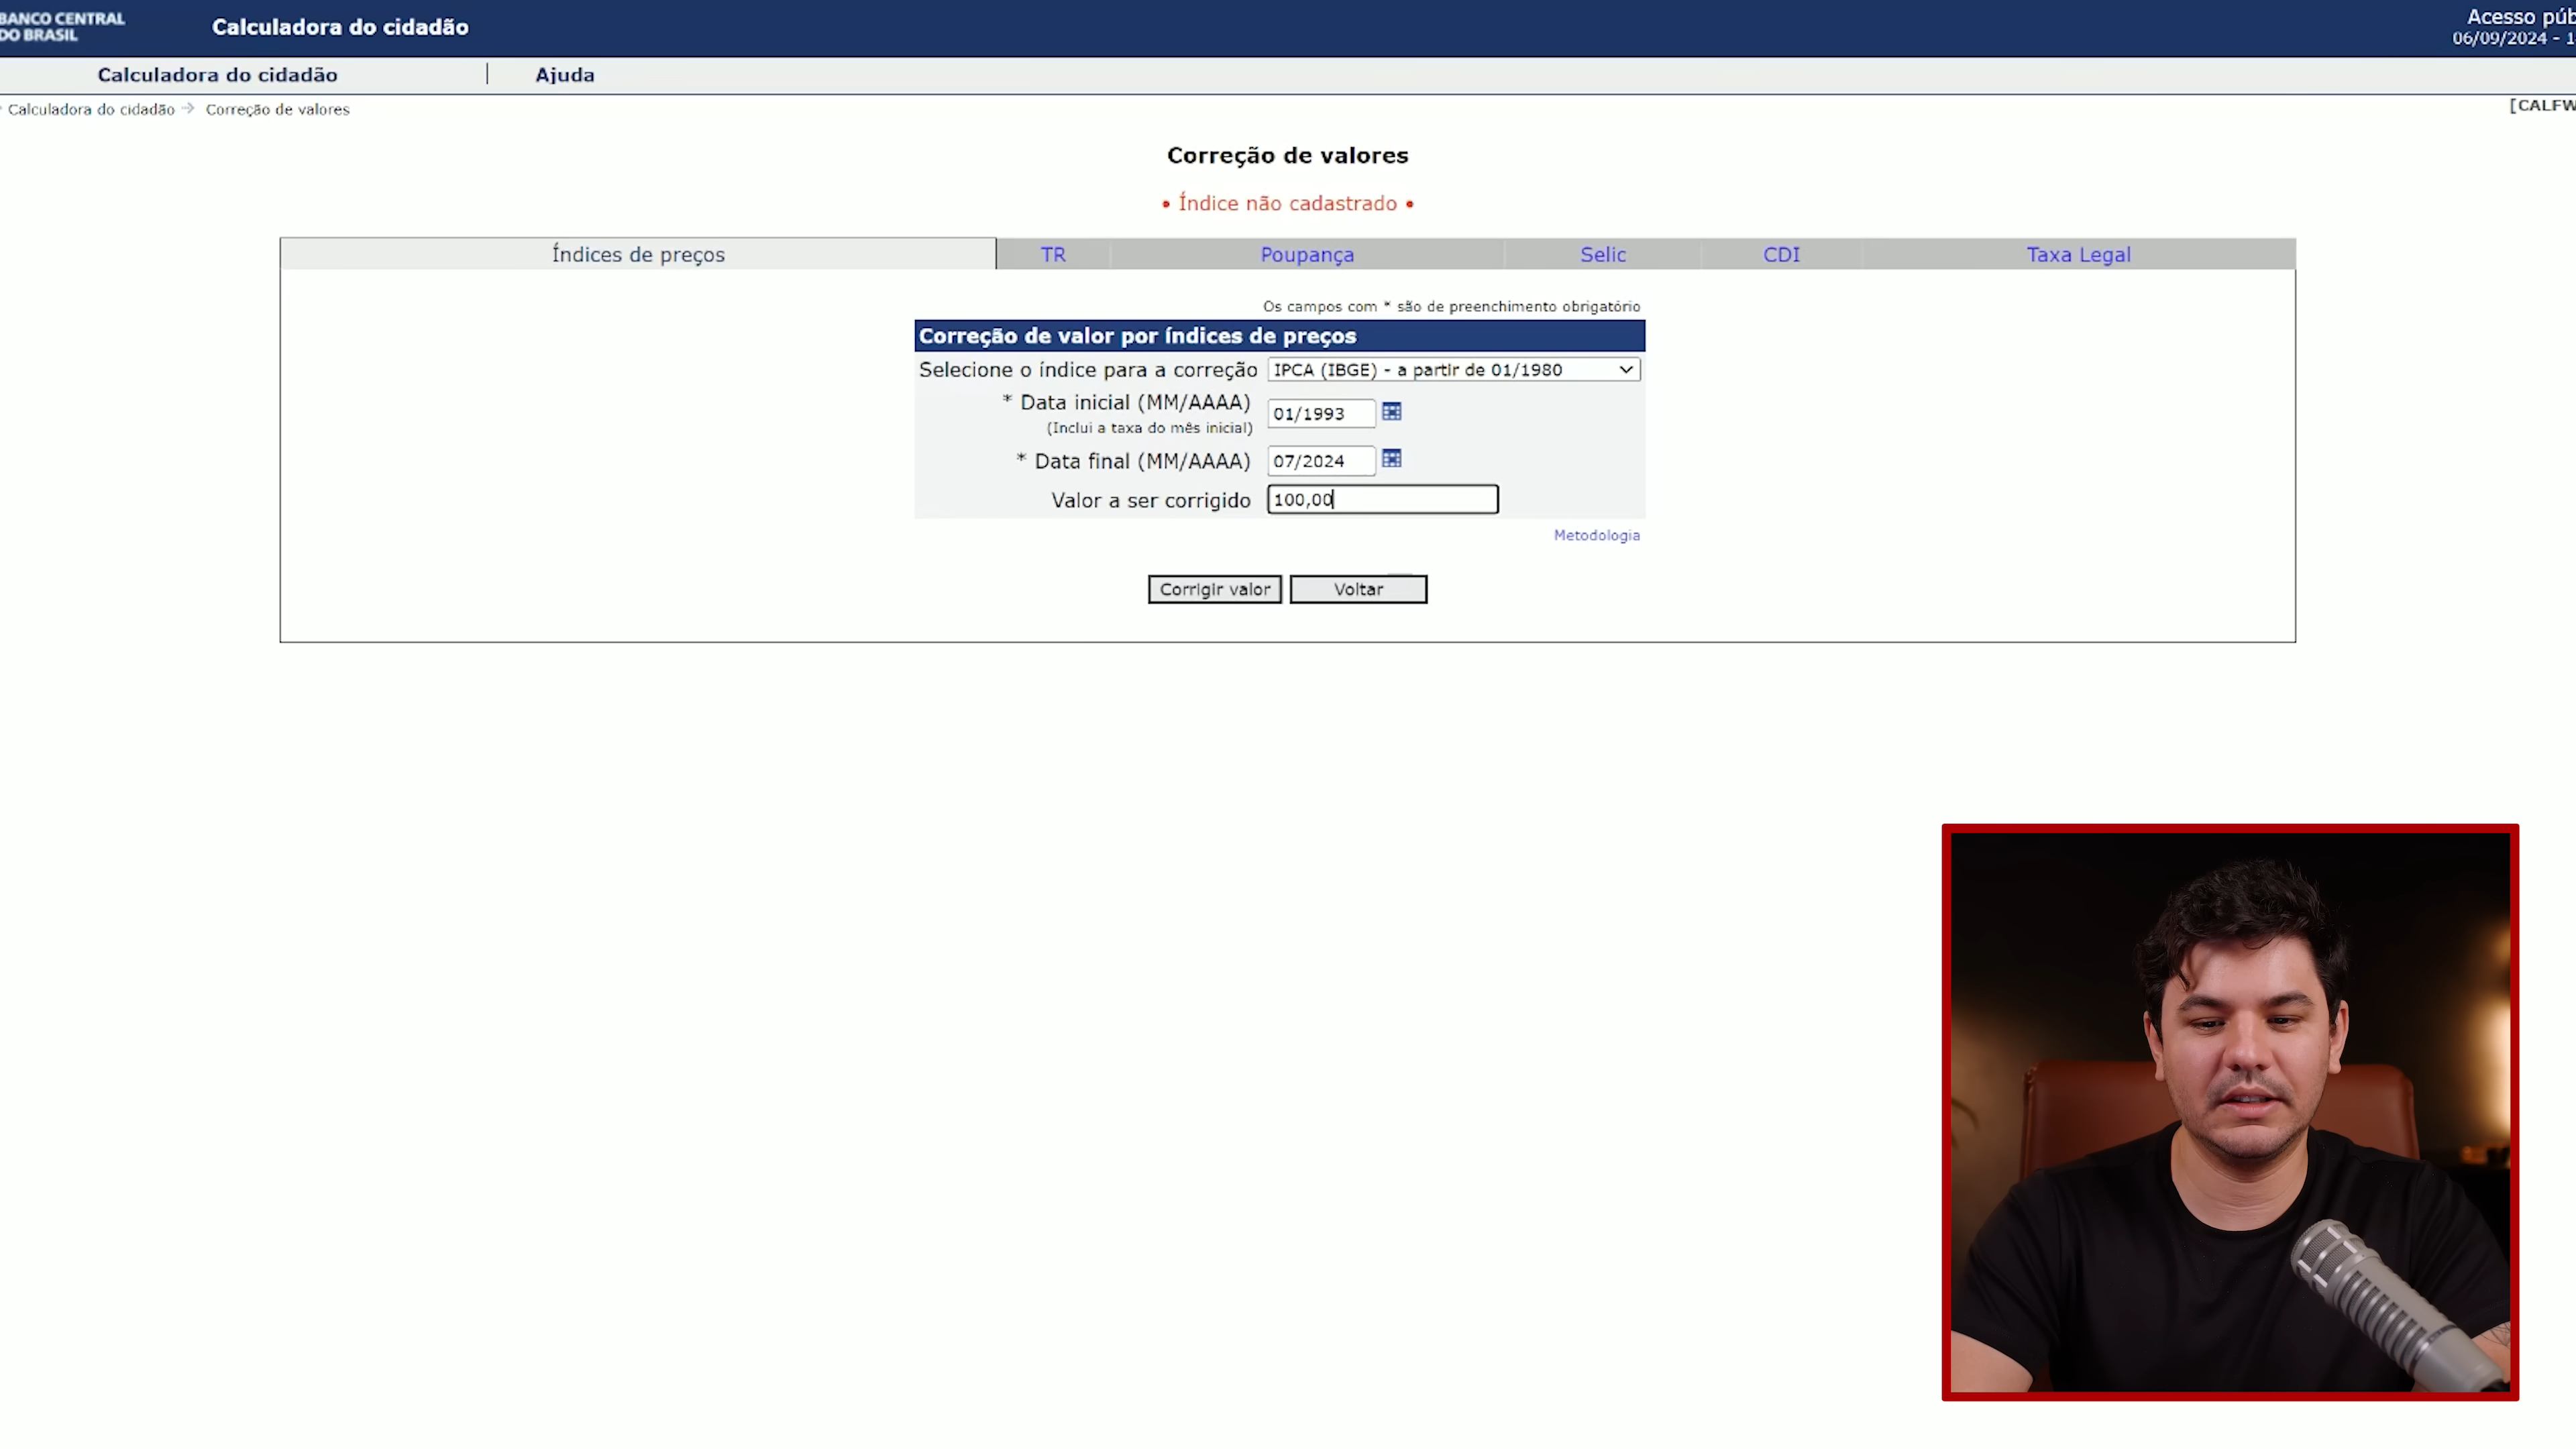 BANCO CENTRAL
DO BRASIL
Calculadora do cidadão
Acesso púb
06/09/2024 - 1
Calculadora do cidadão
Ajuda
Calculadora do cidadão → Correção de valores
[CALFW
Correção de valores
• Índice não cadastrado •
Índices de preços TR Poupança Selic CDI Taxa Legal
Os campos com * são de preenchimento obrigatório
Correção de valor por índices de preços
Selecione o índice para a correção IPCA (IBGE) - a partir de 01/1980
* Data inicial (MM/AAAA) 01/1993
(Inclui a taxa do mês inicial)
* Data final (MM/AAAA) 07/2024
Valor a ser corrigido 100,00
Metodologia
Corrigir valor Voltar